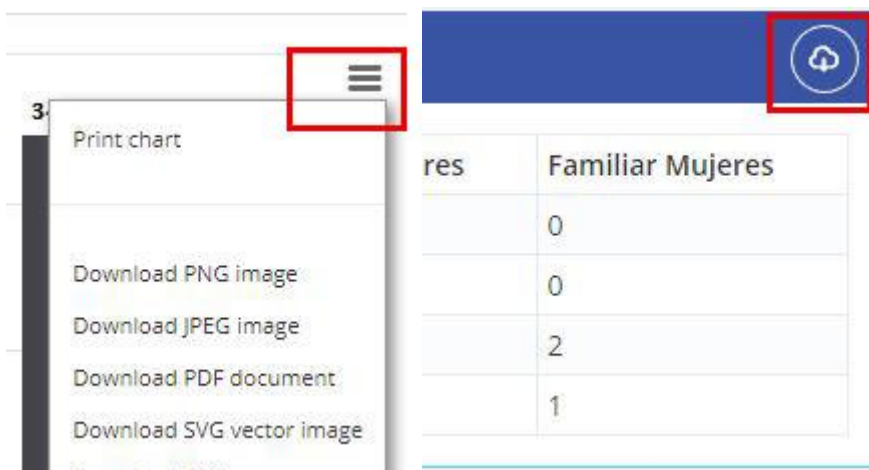 34
Print chart
Download PNG image
Download JPEG image
Download PDF document
Download SVG vector image
res
Familiar Mujeres
0
0
2
1